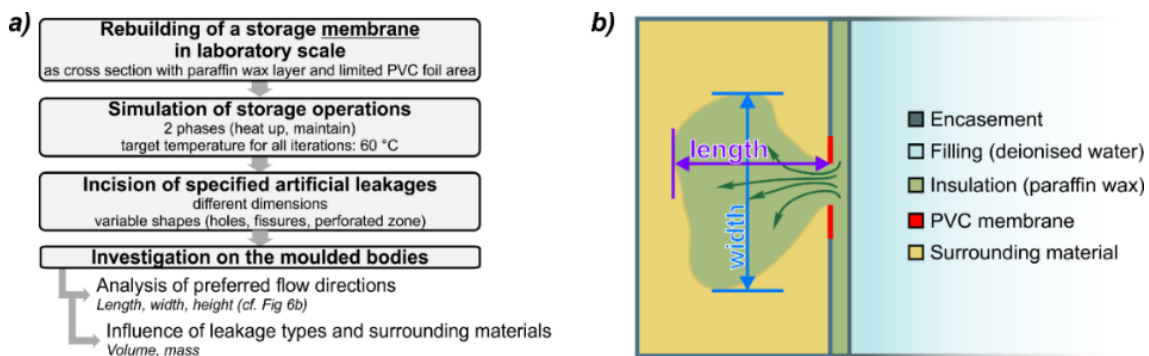 a)
Rebuilding of a storage membrane
in laboratory scale
as cross section with paraffin wax layer and limited PVC foil area
Simulation of storage operations
2 phases (heat up, maintain)
target temperature for all iterations: 60 °C
Incision of specified artificial leakages
different dimensions
variable shapes (holes, fissures, perforated zone)
Investigation on the moulded bodies
Analysis of preferred flow directions
Length, width, height (cf. Fig 6b)
Influence of leakage types and surrounding materials
Volume, mass
b)
length
width
Encasement
Filling (deionised water)
Insulation (paraffin wax)
PVC membrane
Surrounding material